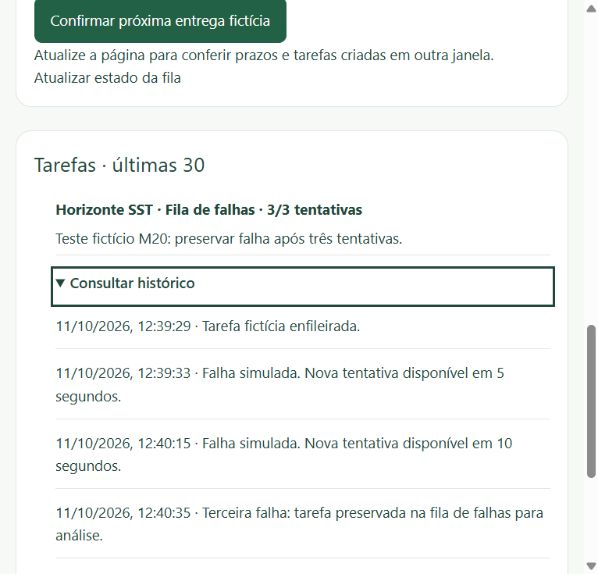 Confirmar próxima entrega fictícia
Atualize a página para conferir prazos e tarefas criadas em outra janela.
Atualizar estado da fila
Tarefas · últimas 30
Horizonte SST · Fila de falhas · 3/3 tentativas
Teste fictício M20: preservar falha após três tentativas.
▼ Consultar histórico
11/10/2026, 12:39:29 · Tarefa fictícia enfileirada.
11/10/2026, 12:39:33 · Falha simulada. Nova tentativa disponível em 5
segundos.
11/10/2026, 12:40:15 · Falha simulada. Nova tentativa disponível em 10
segundos.
11/10/2026, 12:40:35 · Terceira falha: tarefa preservada na fila de falhas para
análise.